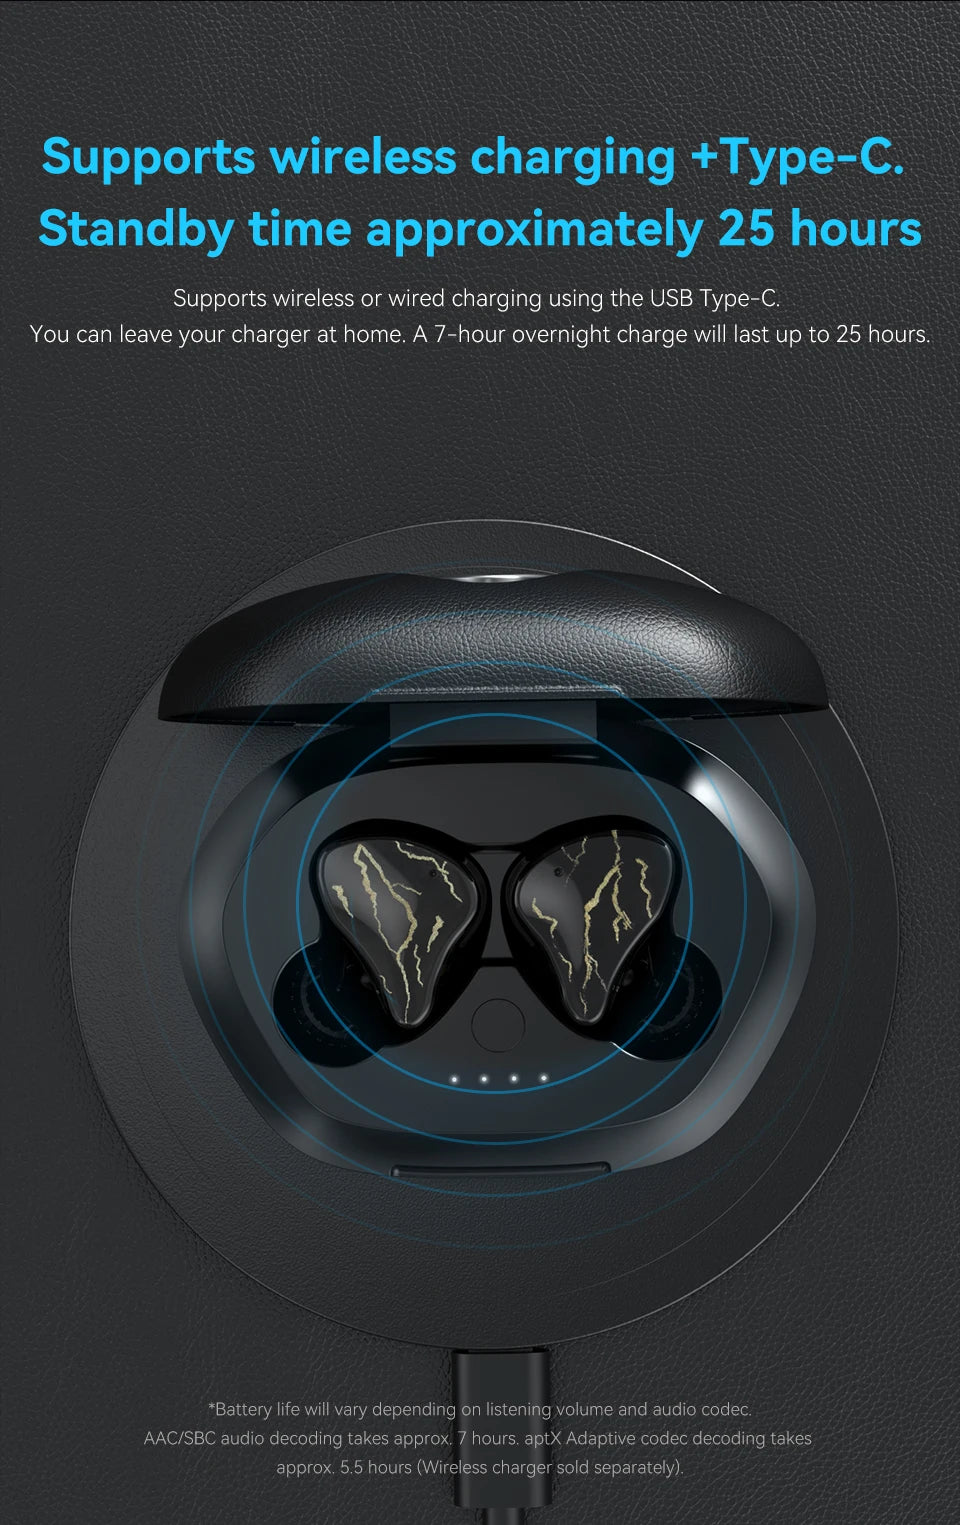 Supports wireless charging +Type-C.
Standby time approximately 25 hours
Supports wireless or wired charging using the USB Type-C.
You can leave your charger at home. A 7-hour overnight charge will last up to 25 hours.
*Battery life will vary depending on listening volume and audio codec.
AAC/SBC audio decoding takes approx. 7 hours. aptX Adaptive codec decoding takes
approx. 5.5 hours (Wireless charger sold separately).